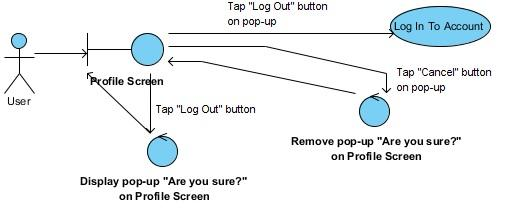 Tap "Log Out" button
on pop-up
Log In To Account
User
Profile Screen
Tap "Cancel" button
on pop-up
Tap "Log Out" button
Remove pop-up "Are you sure?"
on Profile Screen
Display pop-up "Are you sure?"
on Profile Screen